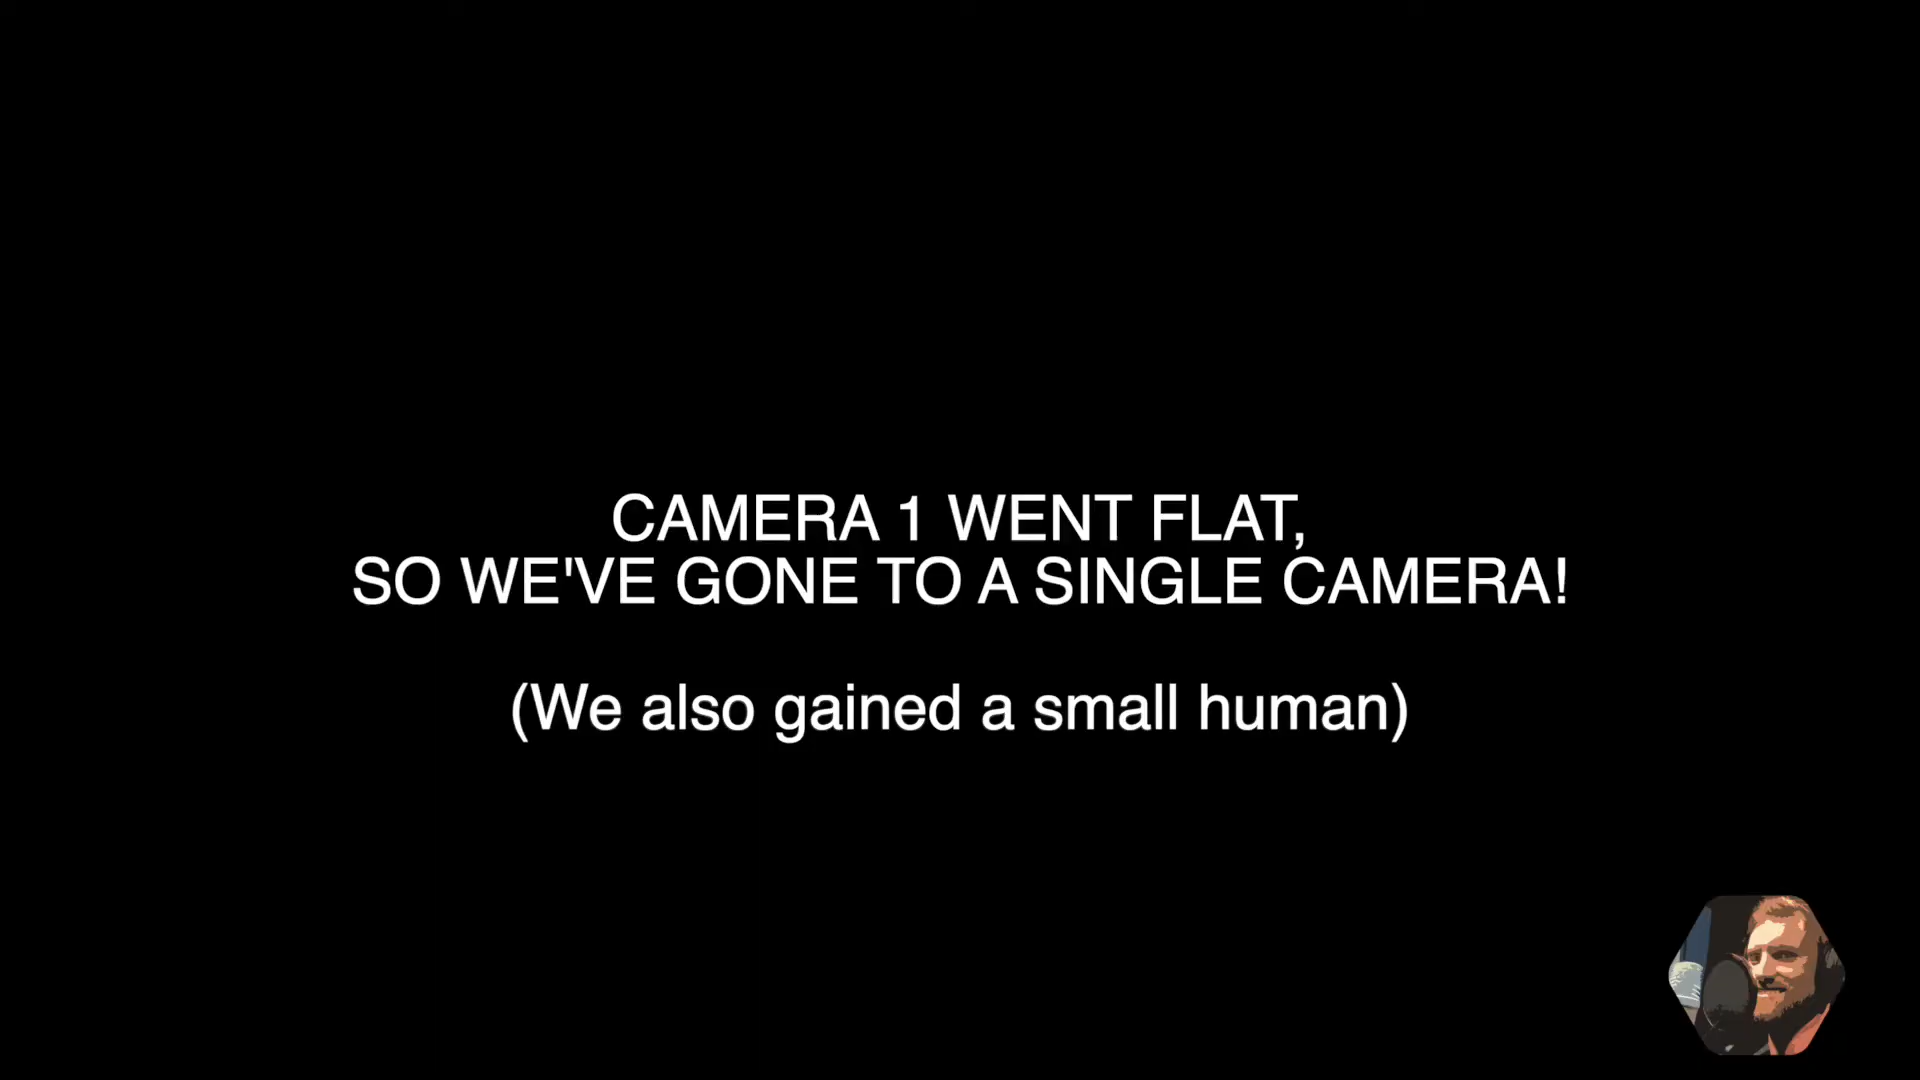 CAMERA 1 WENT FLAT,
SO WE'VE GONE TO A SINGLE CAMERA!
(We also gained a small human)